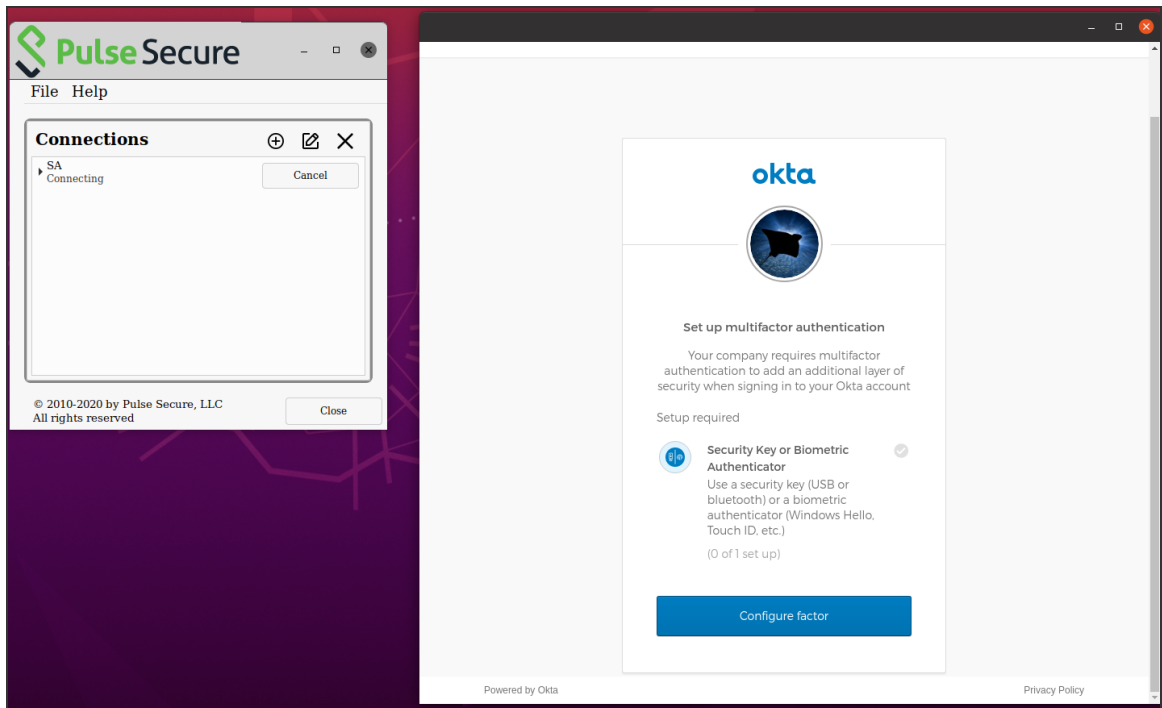 Pulse Secure
File Help
Connections
SA
Connecting
Cancel
© 2010-2020 by Pulse Secure, LLC
All rights reserved
Close
okta
Set up multifactor authentication
Your company requires multifactor
authentication to add an additional layer of
security when signing in to your Okta account
Setup required
Security Key or Biometric
Authenticator
Use a security key (USB or
bluetooth) or a biometric
authenticator (Windows Hello,
Touch ID, etc.)
(0 of 1 set up)
Configure factor
Powered by Okta
Privacy Policy